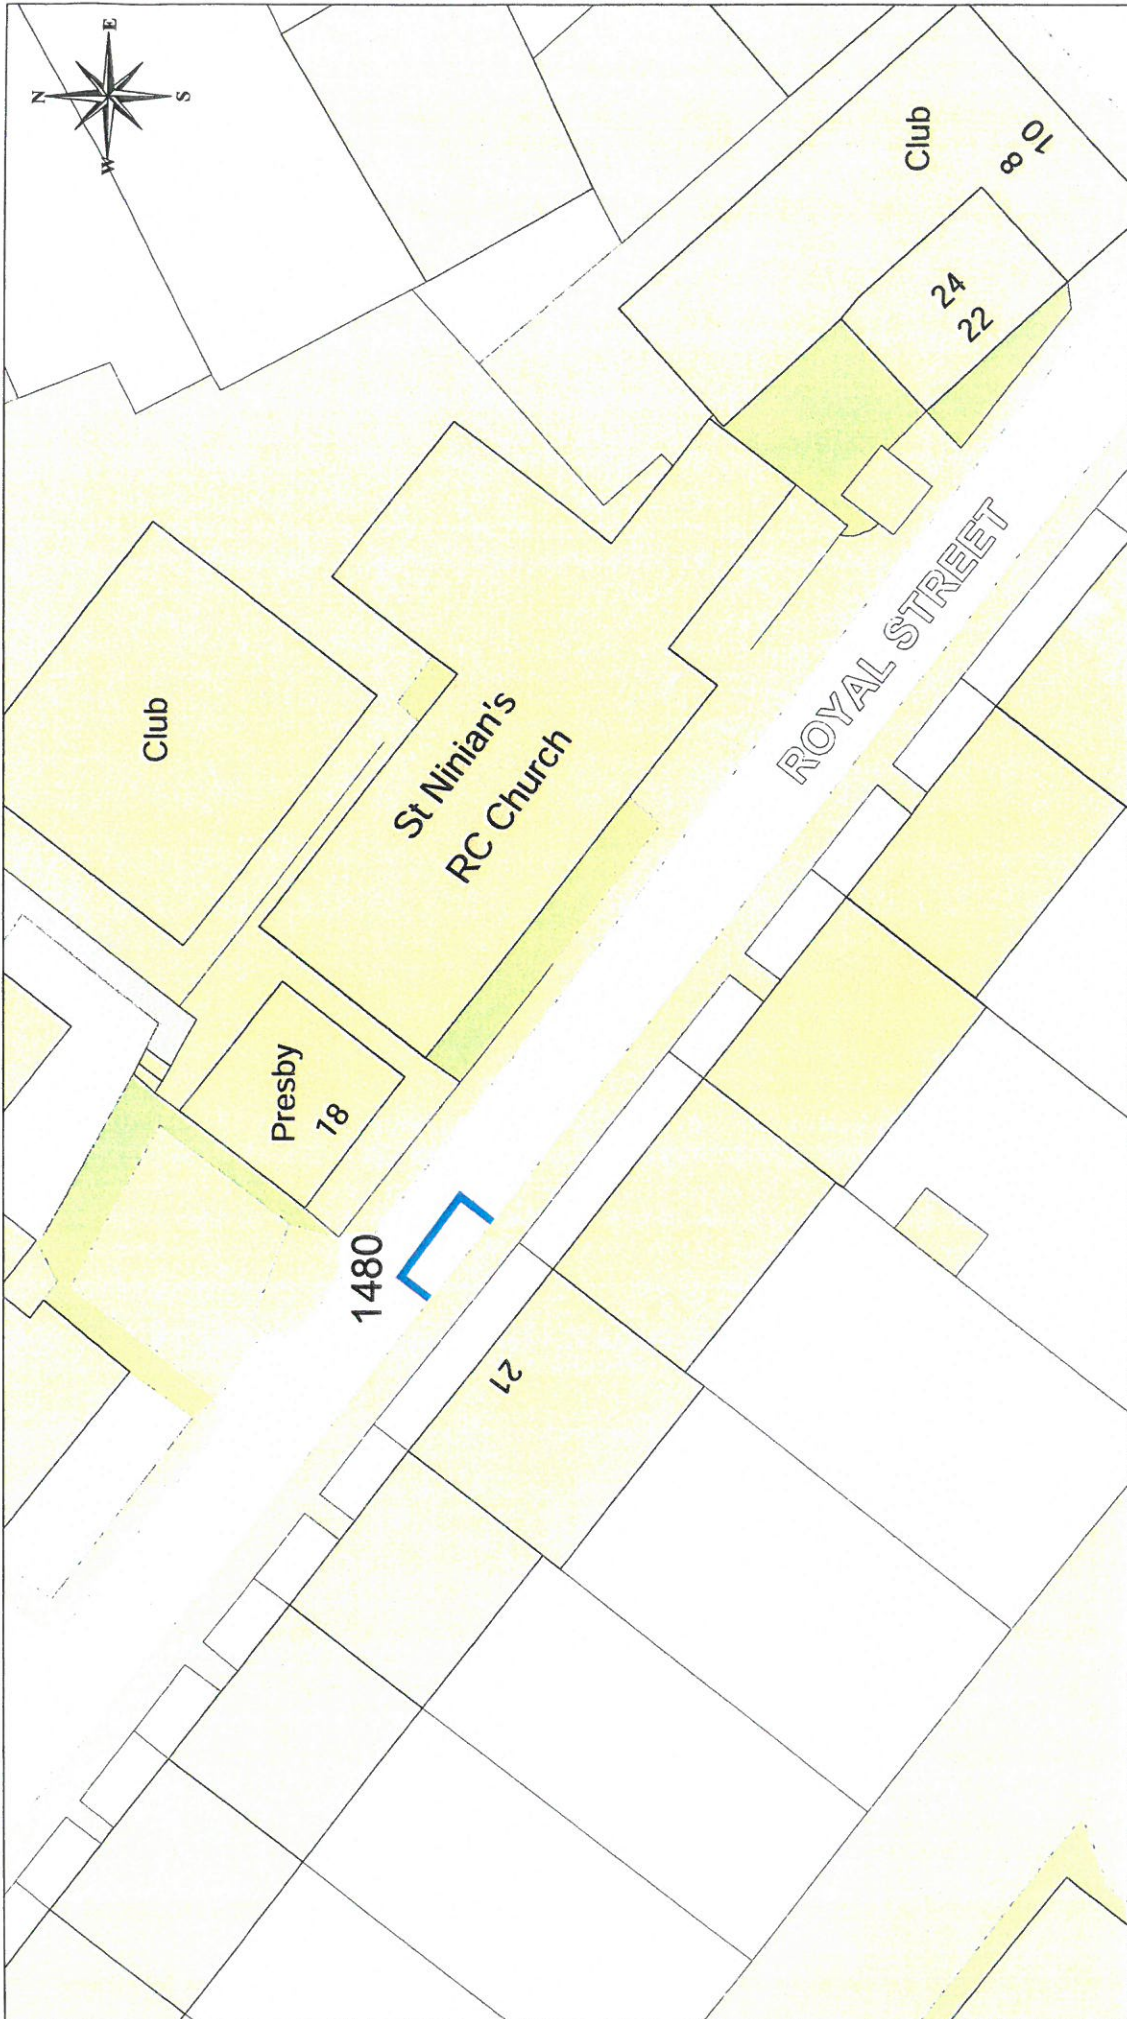 N
E
S
W
Club
St Ninian's
RC Church
Presby
18
1480
21
ROYAL STREET
Club
8
10
24
22